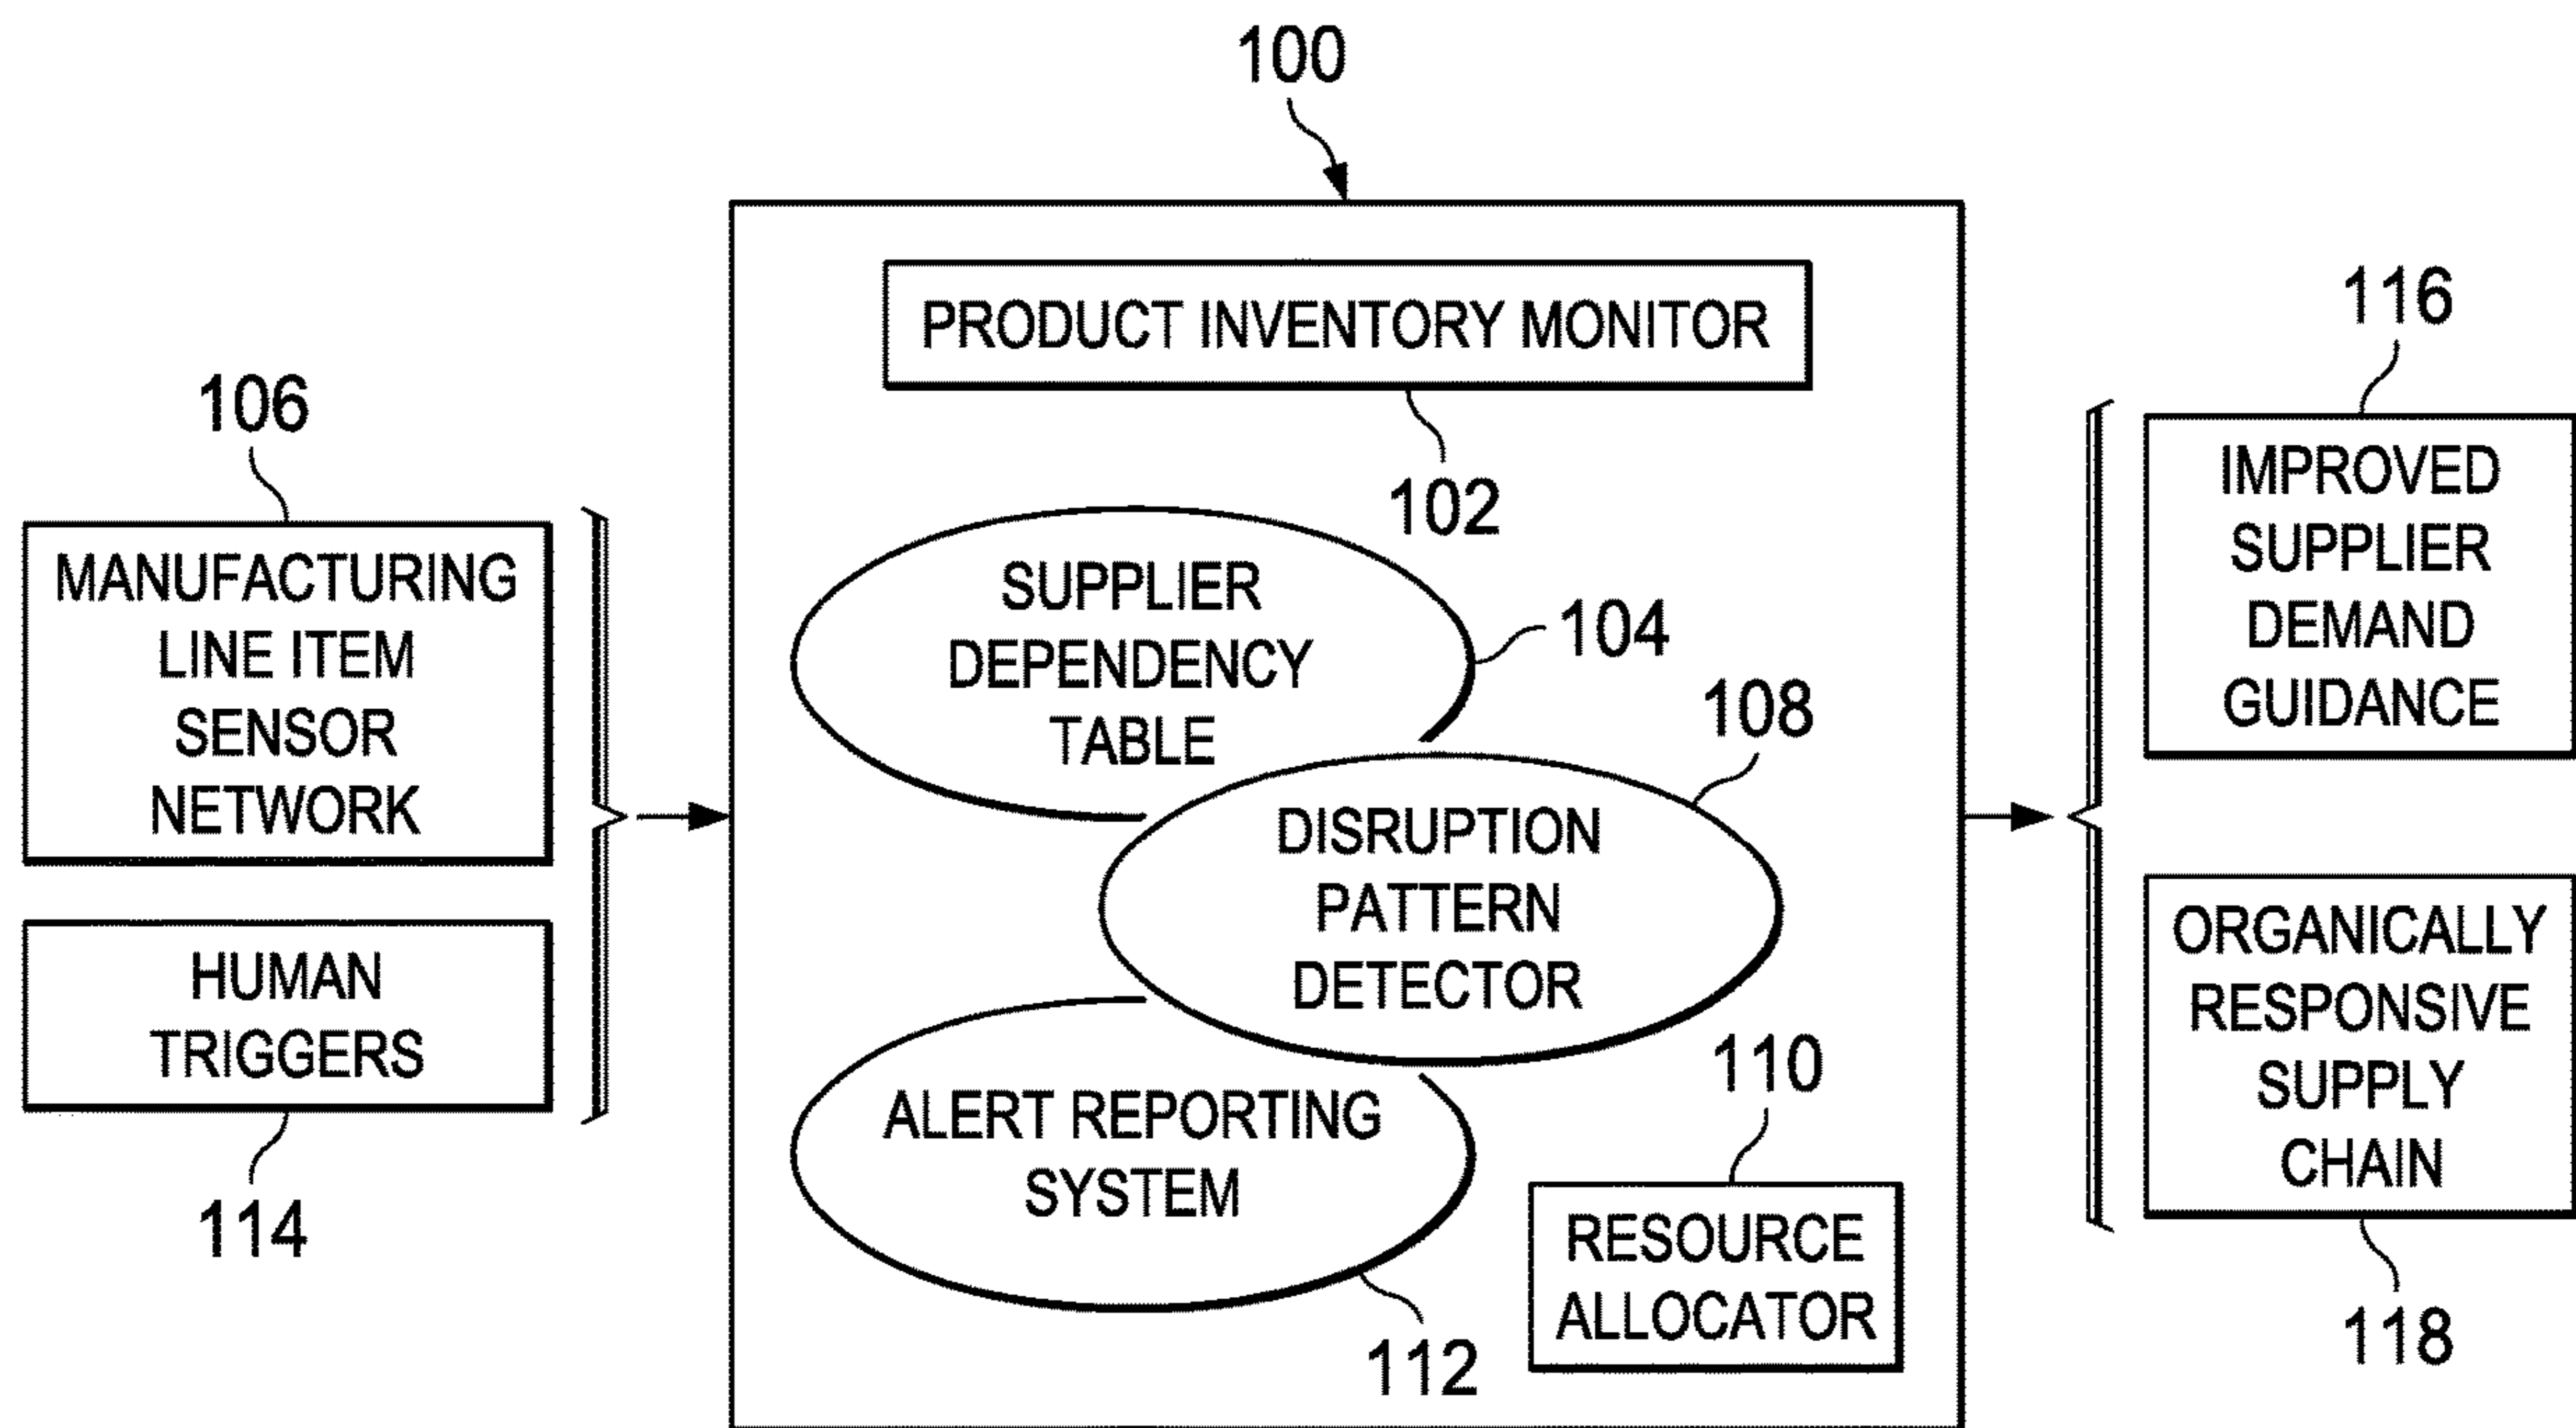 100
106
MANUFACTURING
LINE ITEM
SENSOR
NETWORK
HUMAN
TRIGGERS
114
PRODUCT INVENTORY MONITOR
102
SUPPLIER
DEPENDENCY
TABLE
104
108
DISRUPTION
PATTERN
DETECTOR
ALERT REPORTING
SYSTEM
112
110
RESOURCE
ALLOCATOR
116
IMPROVED
SUPPLIER
DEMAND
GUIDANCE
ORGANICALLY
RESPONSIVE
SUPPLY
CHAIN
118